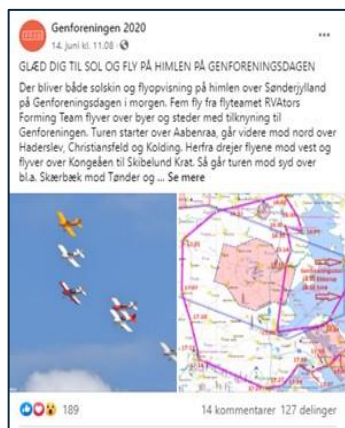 Genforeningen 2020
14. juni kl. 11.08
GLÆD DIG TIL SOL OG FLY PÅ HIMLEN PÅ GENFORENINGSDAGEN
Der bliver både solskin og flyopvisning på himlen over Sønderjylland
på Genforeningsdagen i morgen. Fem fly fra flyteamet RVAtors
Forming Team flyver over byer og steder med tilknyning til
Genforeningen. Turen starter over Aabenraa, går videre mod nord over
Haderslev, Christiansfeld og Kolding. Herfra drejer flyene mod vest og
flyver over Kongeåen til Skibelund Krat. Så går turen mod syd over
bl.a. Skærbæk mod Tønder og ... Se mere
189
14 kommentarer 127 delinger